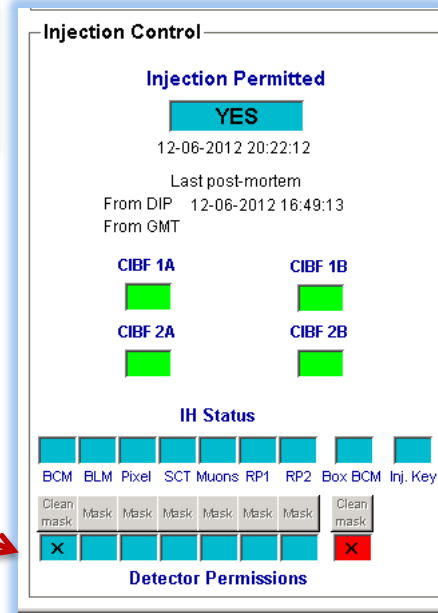 Injection Control
Injection Permitted
YES
12-06-2012 20:22:12
Last post-mortem
From DIP 12-06-2012 16:49:13
From GMT
CIBF 1A CIBF 1B
CIBF 2A CIBF 2B
IH Status
BCM BLM Pixel SCT Muons RP1 RP2 Box BCM Inj. Key
Clean mask Mask Mask Mask Mask Mask Mask Clean mask
X X
Detector Permissions